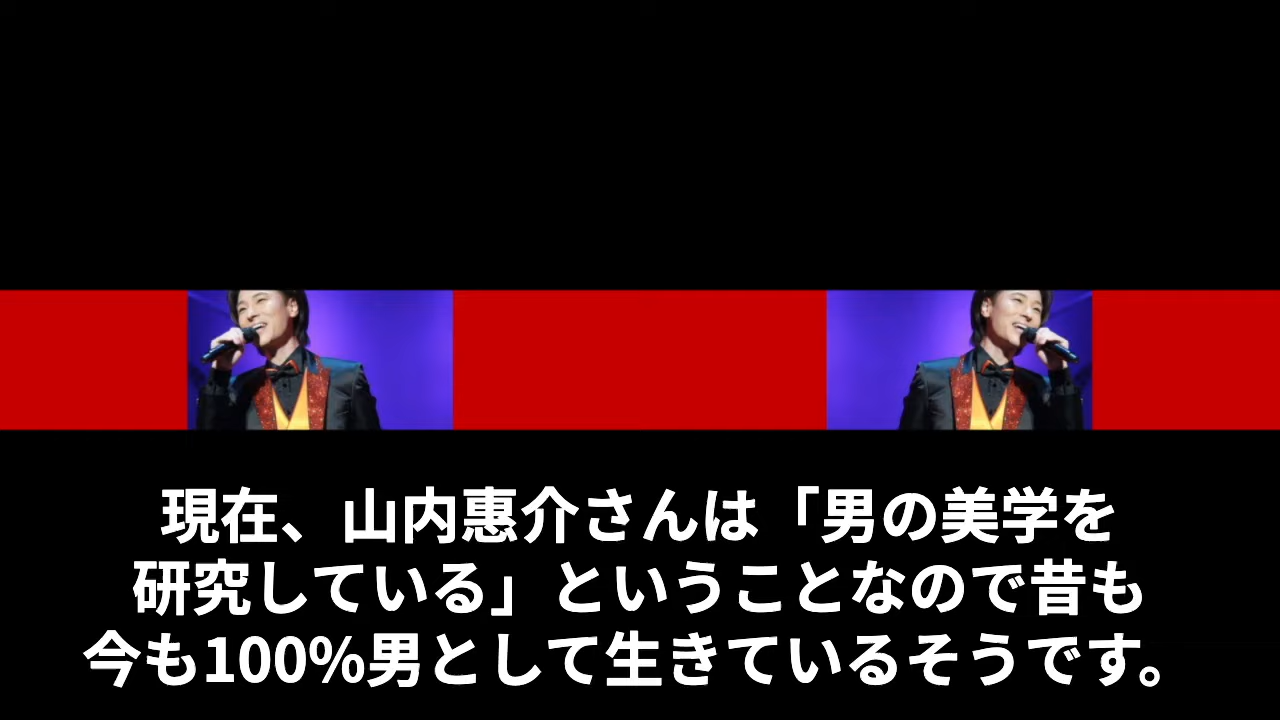 現在、山内惠介さんは「男の美学を
研究している」ということなので昔も
今も100%男として生きているそうです。